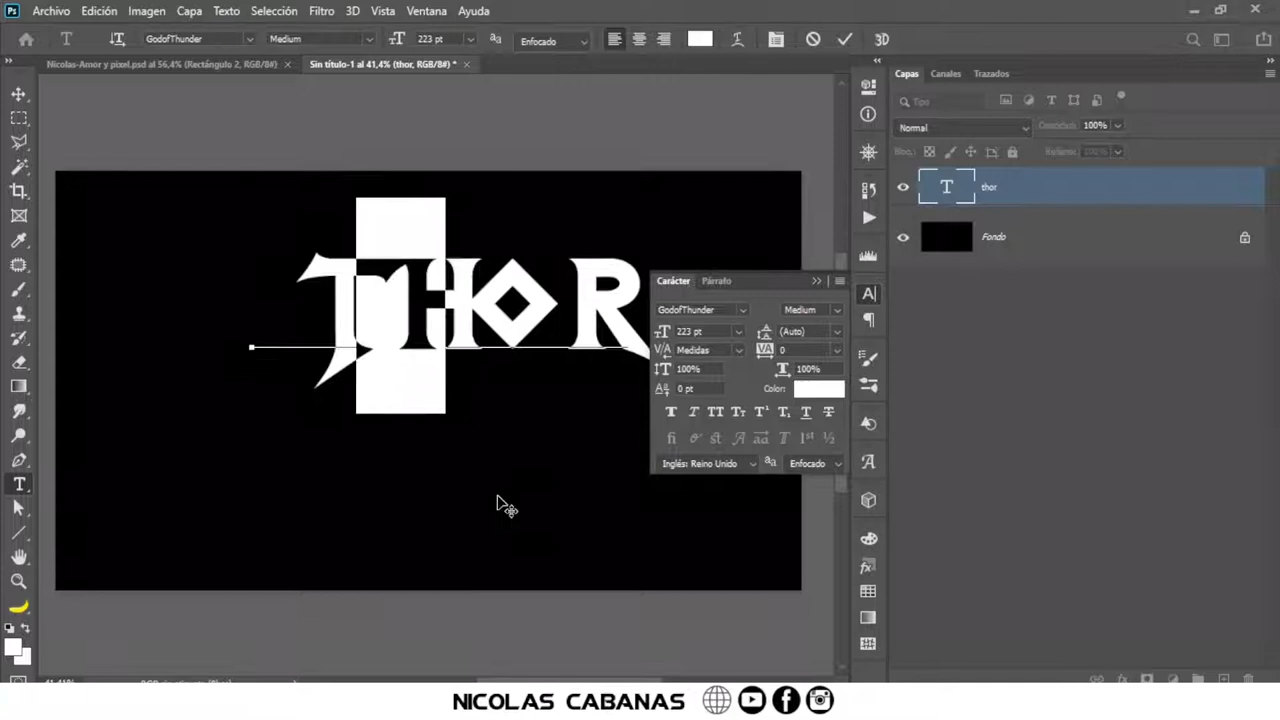 Ps Archivo Edición Imagen Capa Texto Selección Filtro 3D Vista Ventana Ayuda
T GodofThunder Medium 223 pt Enfocado 3D
Nicolas-Amor y pixel.psd al 56,4% (Rectángulo 2, RGB/8#) × Sin título-1 al 41,4% (thor, RGB/8#) * ×
Capas Canales Trazados
Tipo
Normal Opacidad: 100%
Bloq.: Relleno: 100%
thor
Fondo
THOR
Carácter Párrafo
GodofThunder Medium
223 pt (Auto)
Medidas 0
100% 100%
0 pt Color:
Inglés: Reino Unido Enfocado
NICOLAS CABANAS